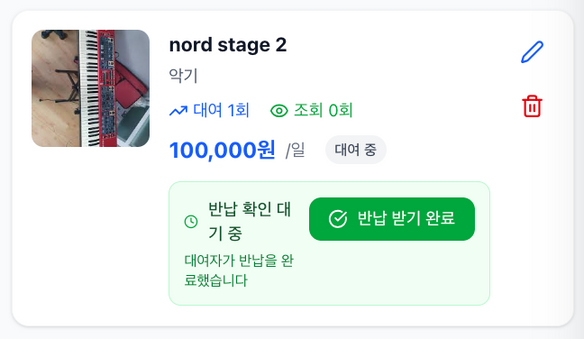 nord stage 2
악기
대여 1회 조회 0회
100,000원 /일 대여 중
반납 확인 대
기 중
대여자가 반납을 완
료했습니다
반납 받기 완료